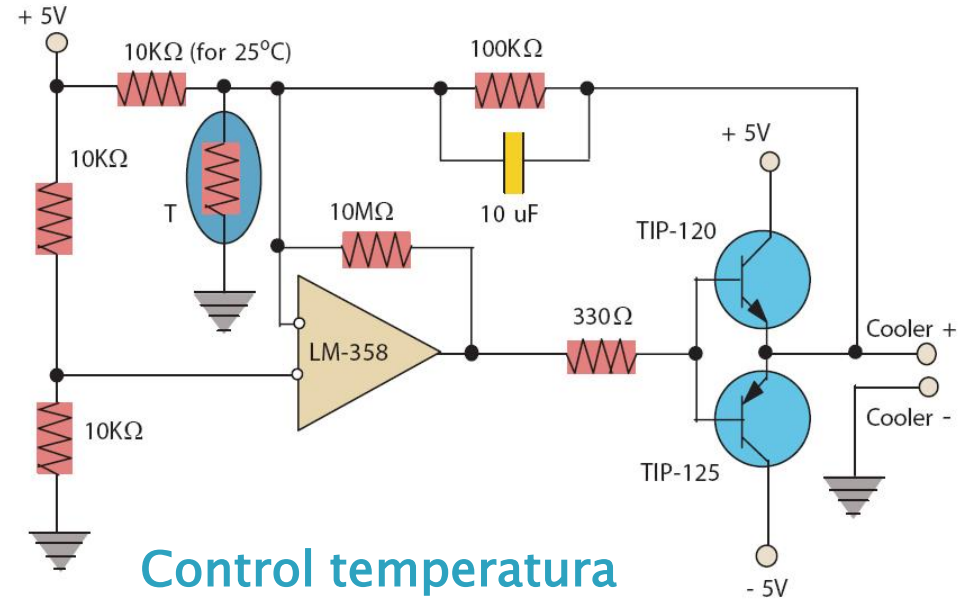 + 5V
10KΩ (for 25°C)
100KΩ
+ 5V
10KΩ
T
10MΩ
10 uF
TIP-120
330Ω
Cooler +
LM-358
Cooler -
10KΩ
TIP-125
Control temperatura
- 5V